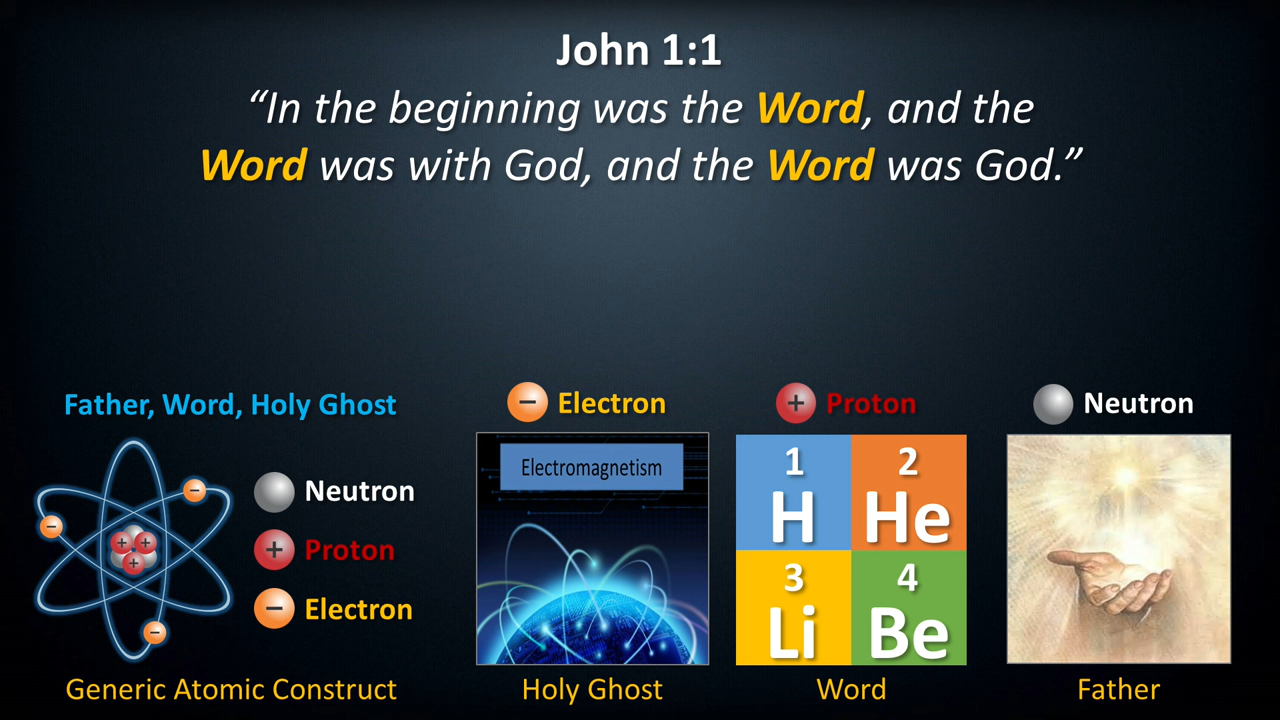 John 1:1
“In the beginning was the Word, and the
Word was with God, and the Word was God.”
Father, Word, Holy Ghost
− Electron
+ Proton
Neutron
Electromagnetism
1 2
H He
3 4
Li Be
Neutron
+ Proton
− Electron
− − −
+ + +
Generic Atomic Construct
Holy Ghost
Word
Father